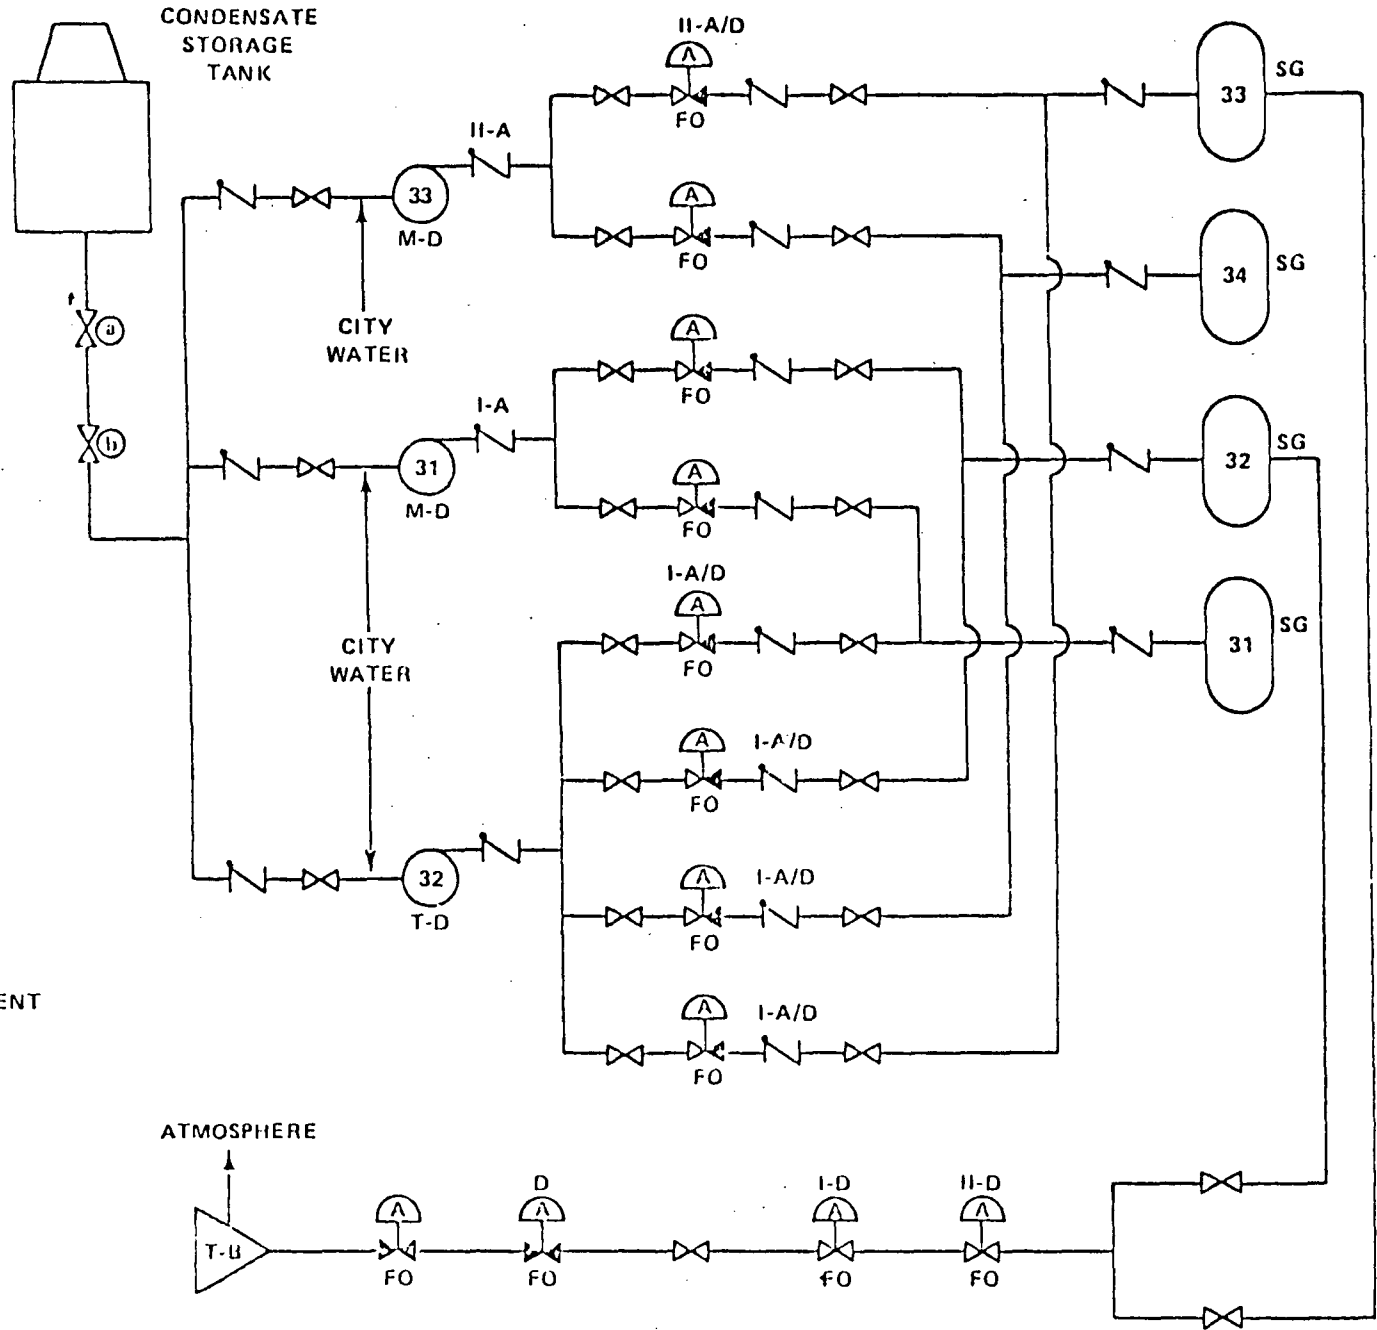 CONDENSATE
STORAGE
TANK
II-A/D
A
FO
33
SG
II-A
33
M-D
A
FO
34
SG
a
CITY
WATER
A
FO
b
I-A
31
M-D
A
FO
32
SG
I-A/D
A
FO
31
SG
CITY
WATER
A
I-A/D
FO
32
T-D
A
I-A/D
FO
ENT
A
I-A/D
FO
ATMOSPHERE
T-B
A
FO
D
A
FO
I-D
A
FO
II-D
A
FO